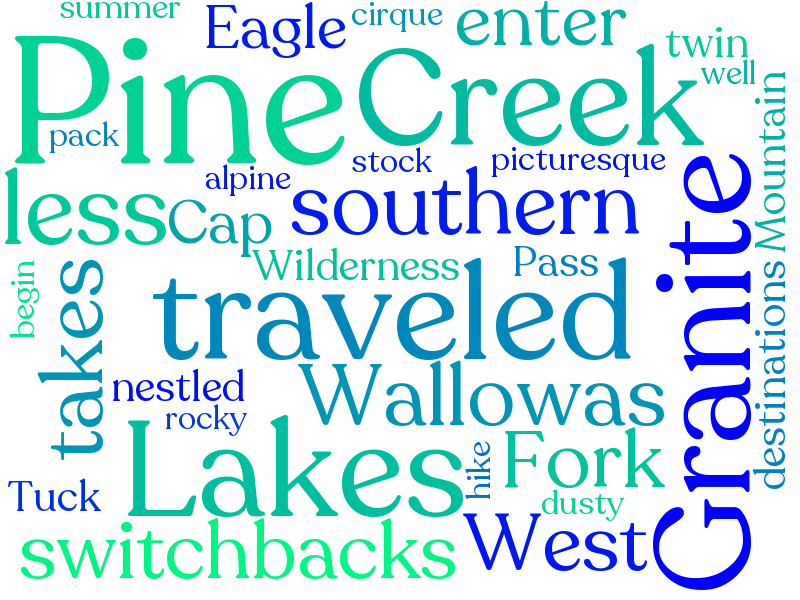 summer
Eagle
cirque
enter
twin
well
Pine
Creek
pack
stock
picturesque
Mountain
alpine
less
Cap
southern
Granite
Wilderness
Pass
begin
takes
traveled
destinations
nestled
Wallowas
rocky
Lakes
hike
Fork
Tuck
dusty
switchbacks
West